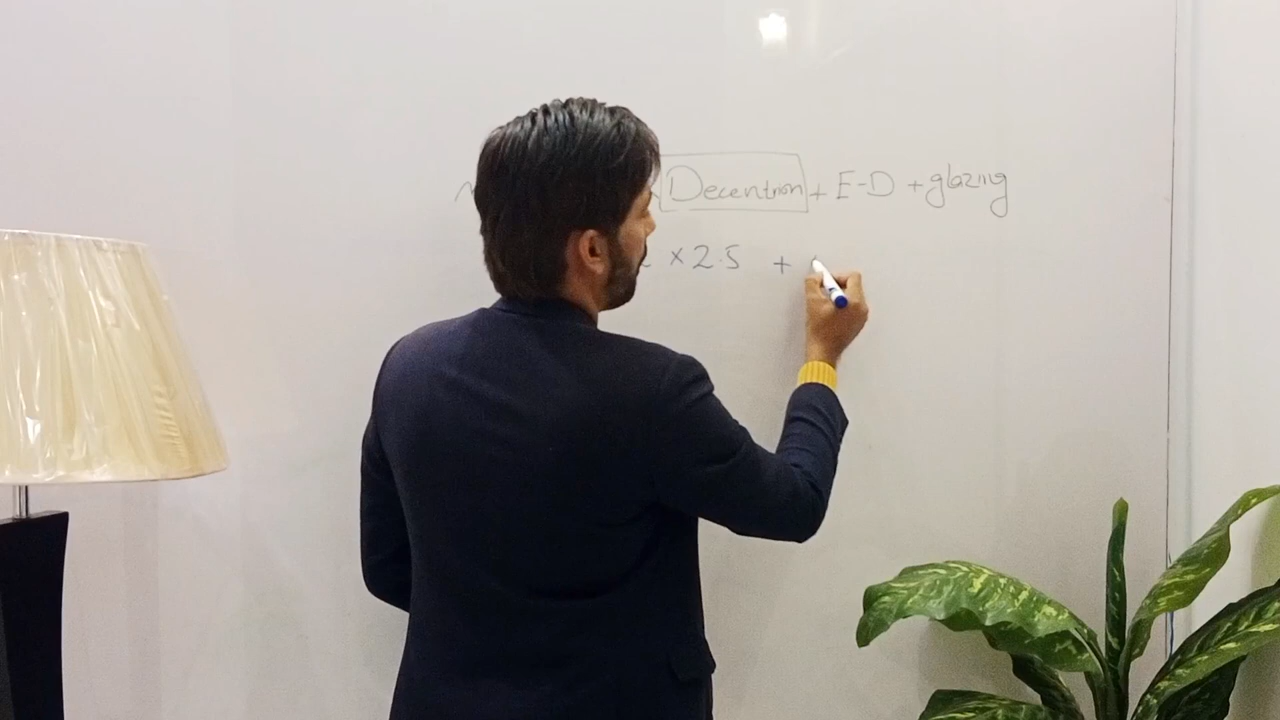 Decentrion + E-D + glazing
× 2.5 +